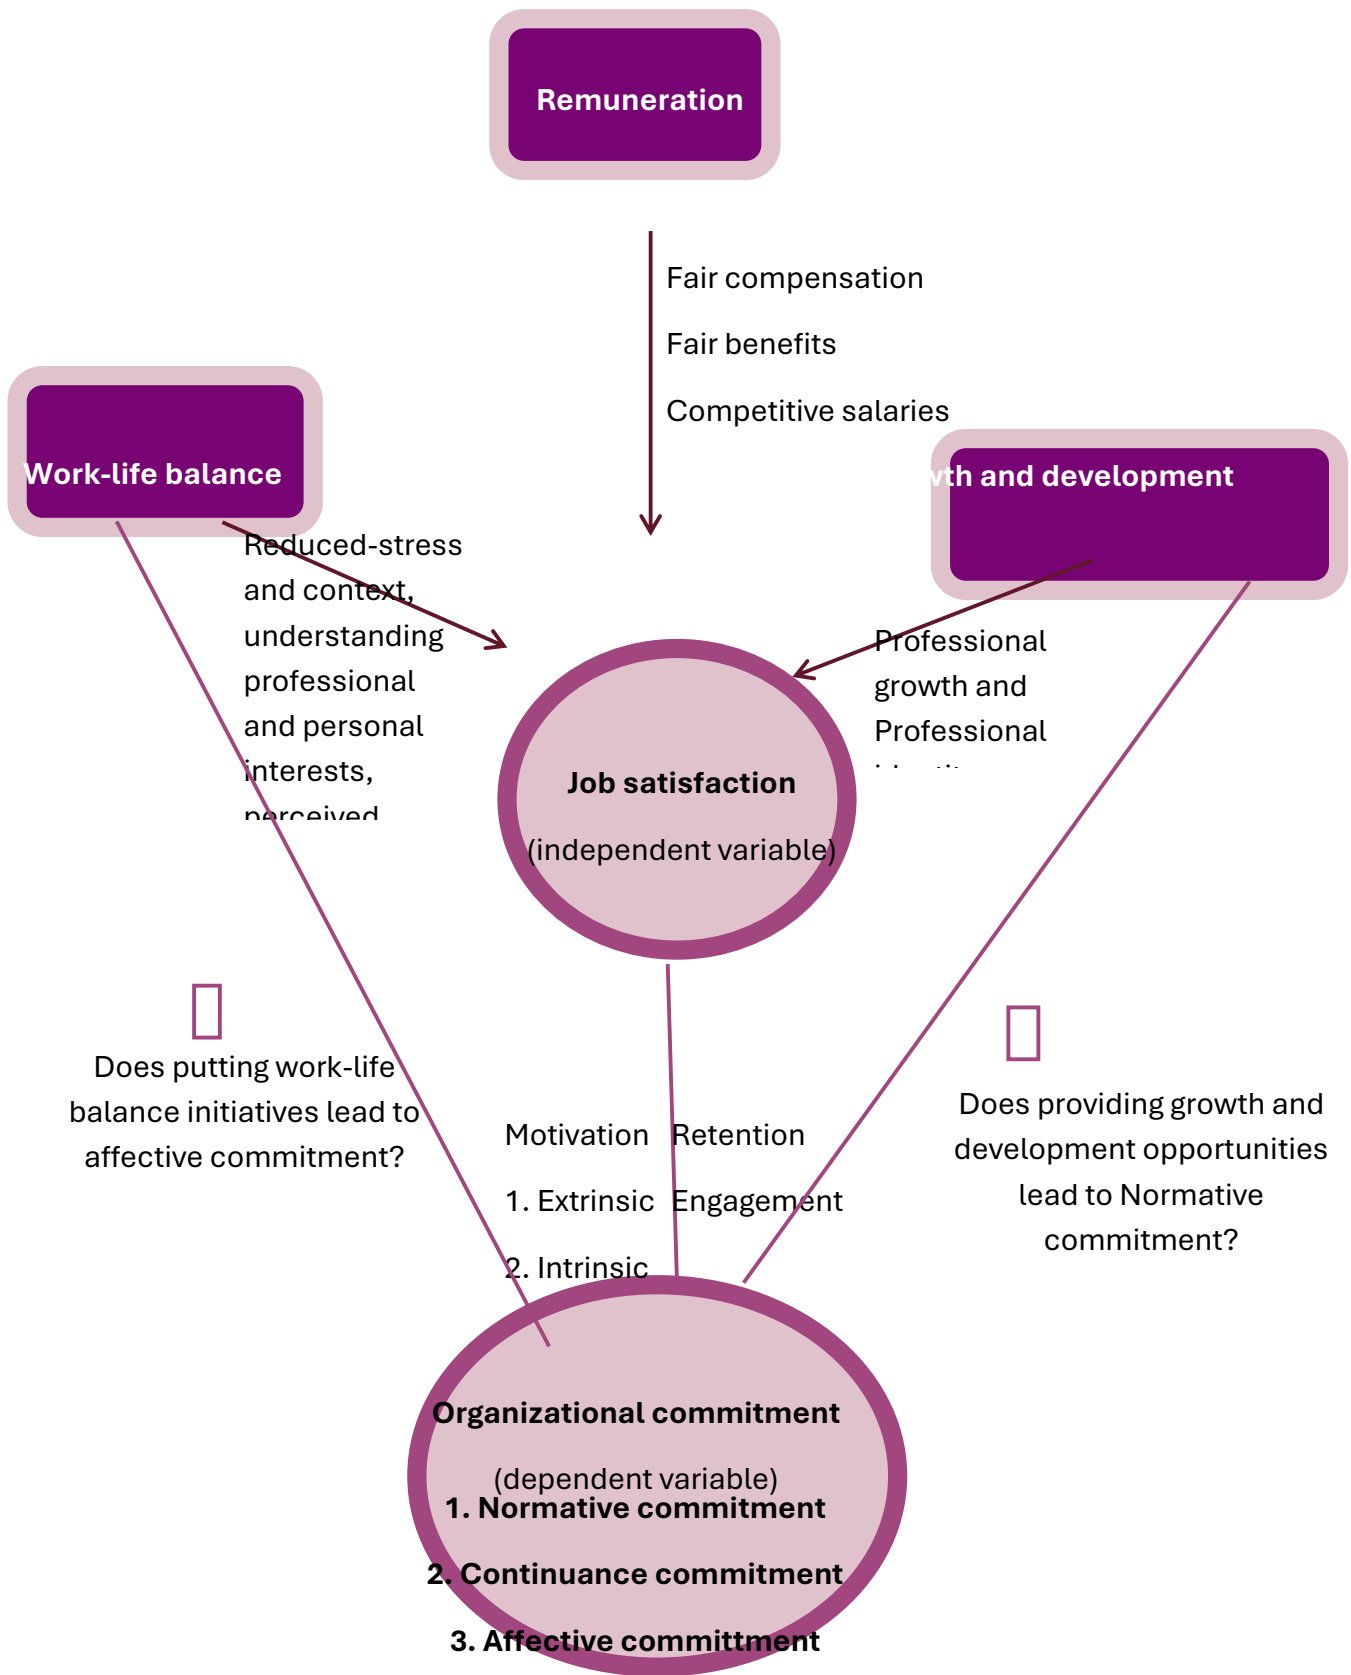 Remuneration
Fair compensation
Fair benefits
Competitive salaries
Work-life balance
and development
Reduced-stress
and context,
understanding
professional
and personal
interests,
perceived
Professional
growth and
Professional
Job satisfaction
(independent variable)
Does putting work-life
balance initiatives lead to
affective commitment?
Does providing growth and
development opportunities
lead to Normative
commitment?
Motivation Retention
1. Extrinsic Engagement
2. Intrinsic
Organizational commitment
(dependent variable)
1. Normative commitment
2. Continuance commitment
3. Affective committment